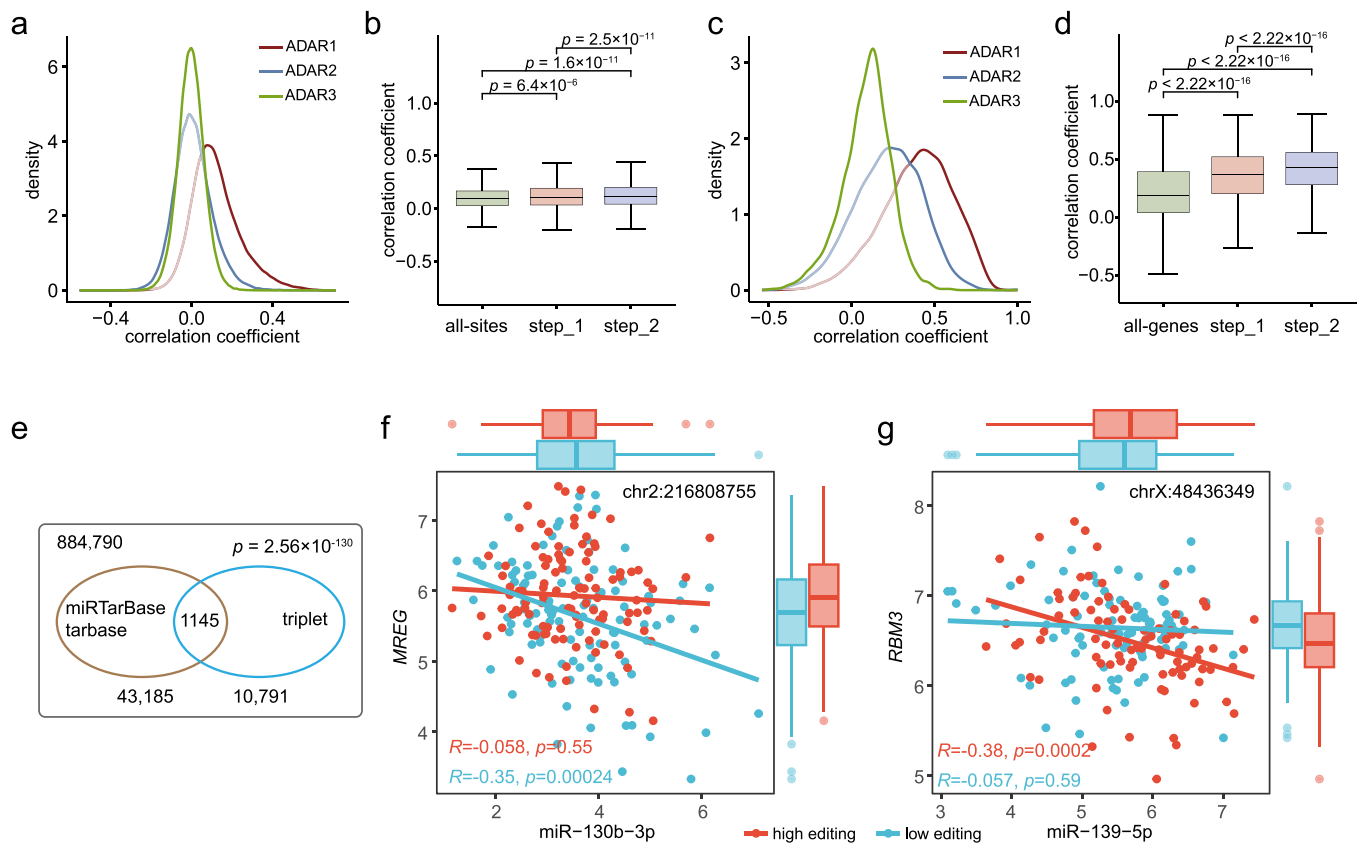 a
density
6
4
2
0
−0.4
0.0
0.4
correlation coefficient
ADAR1
ADAR2
ADAR3
b
correlation coefficient
1.0
0.5
0.0
−0.5
p = 2.5×10⁻¹¹
p = 1.6×10⁻¹¹
p = 6.4×10⁻⁶
all-sites
step_1
step_2
c
density
3
2
1
0
−0.5
0.0
0.5
1.0
correlation coefficient
ADAR1
ADAR2
ADAR3
d
correlation coefficient
1.0
0.5
0.0
−0.5
p < 2.22×10⁻¹⁶
p < 2.22×10⁻¹⁶
p < 2.22×10⁻¹⁶
all-genes
step_1
step_2
e
884,790
p = 2.56×10⁻¹³⁰
miRTarBase
tarbase
1145
triplet
43,185
10,791
f
chr2:216808755
MREG
7
6
5
4
R=-0.058, p=0.55
R=-0.35, p=0.00024
2
4
6
miR−130b−3p
g
chrX:48436349
RBM3
8
7
6
5
R=-0.38, p=0.0002
R=-0.057, p=0.59
3
4
5
6
7
miR−139−5p
high editing
low editing